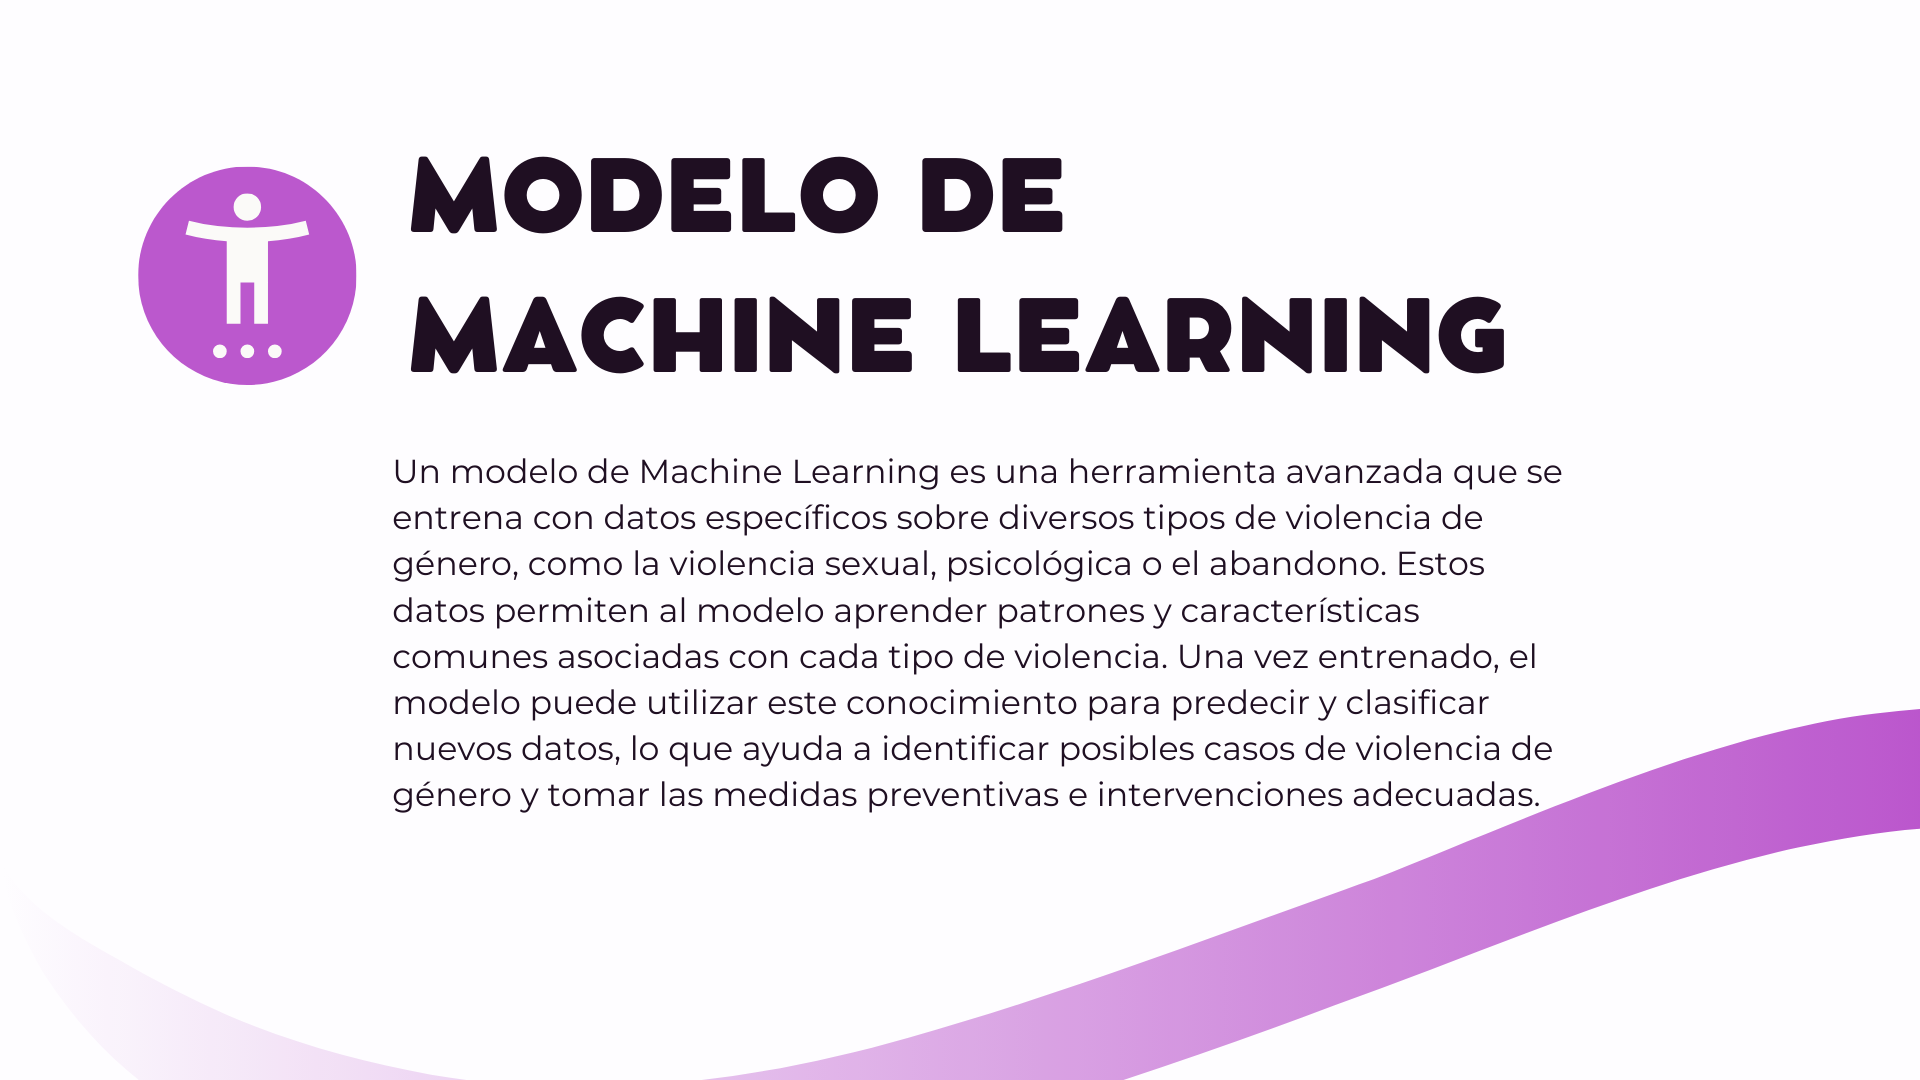 MODELO DE
MACHINE LEARNING
Un modelo de Machine Learning es una herramienta avanzada que se
entrena con datos específicos sobre diversos tipos de violencia de
género, como la violencia sexual, psicológica o el abandono. Estos
datos permiten al modelo aprender patrones y características
comunes asociadas con cada tipo de violencia. Una vez entrenado, el
modelo puede utilizar este conocimiento para predecir y clasificar
nuevos datos, lo que ayuda a identificar posibles casos de violencia de
género y tomar las medidas preventivas e intervenciones adecuadas.